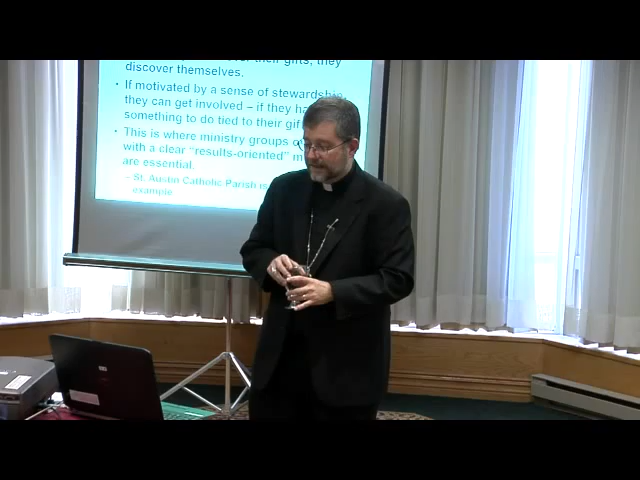 their gifts, they
discover themselves.
• If motivated by a sense of stewardship
they can get involved – if they
something to do tied to their
• This is where ministry groups
with a clear "results-oriented"
are essential.
– St. Austin Catholic Parish is
example